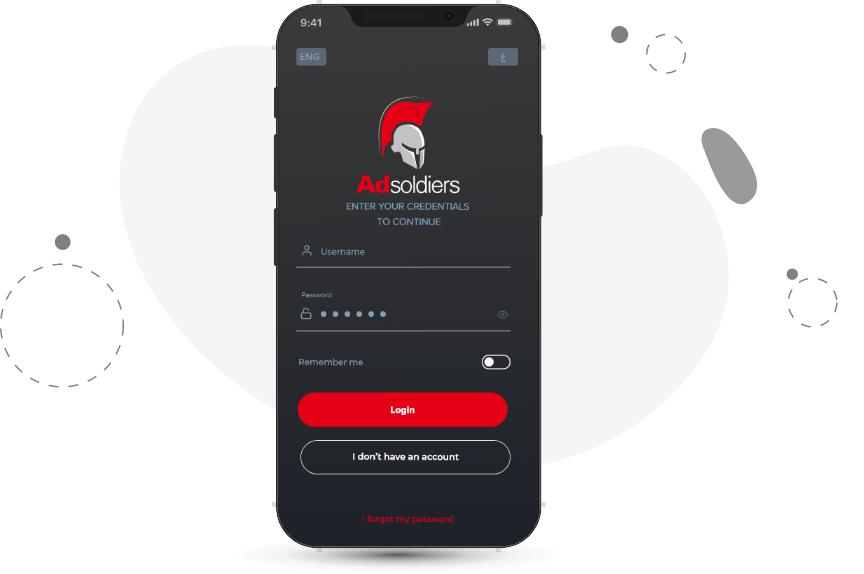 9:41
ENG
ع
Adsoldiers
ENTER YOUR CREDENTIALS
TO CONTINUE
Username
Password
Remember me
Login
I don't have an account
I forgot my password